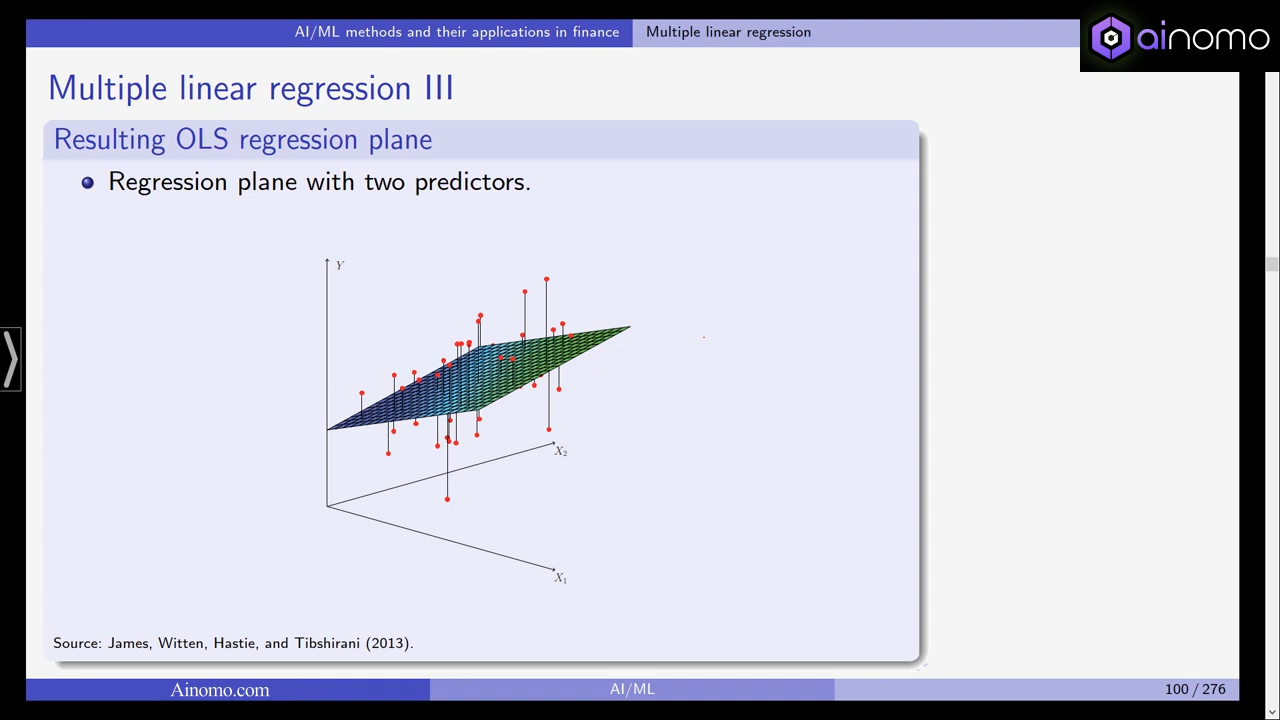 AI/ML methods and their applications in finance
Multiple linear regression
ainomo
Multiple linear regression III
Resulting OLS regression plane
Regression plane with two predictors.
Y
X₂
X₁
Source: James, Witten, Hastie, and Tibshirani (2013).
Ainomo.com
AI/ML
100 / 276